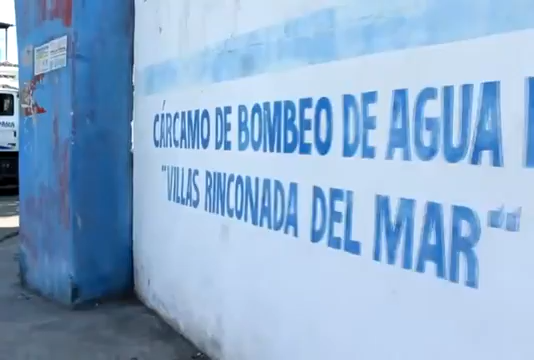 CÁRCAMO DE BOMBEO DE AGUA
"VILLAS RINCONADA DEL MAR"